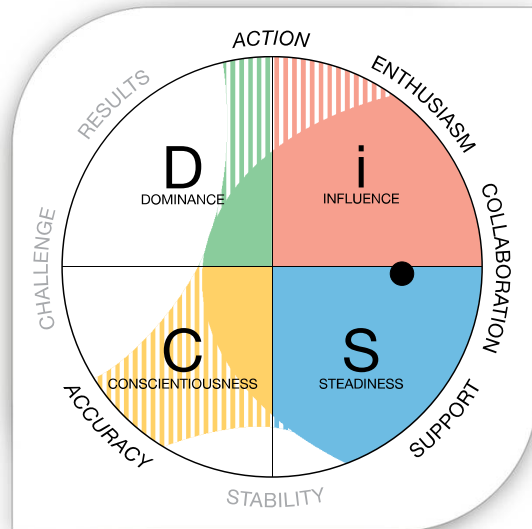 ACTION
ENTHUSIASM
RESULTS
D
DOMINANCE
i
INFLUENCE
COLLABORATION
CHALLENGE
C
CONSCIENTIOUSNESS
S
STEADINESS
ACCURACY
SUPPORT
STABILITY